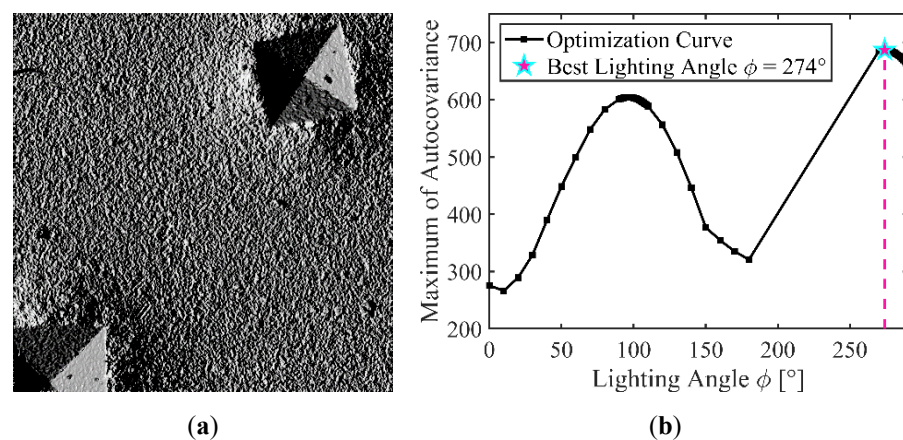 700
600
500
400
300
200
Maximum of Autocovariance
Optimization Curve
Best Lighting Angle ϕ = 274°
0 50 100 150 200 250
Lighting Angle ϕ [°]
(a) (b)